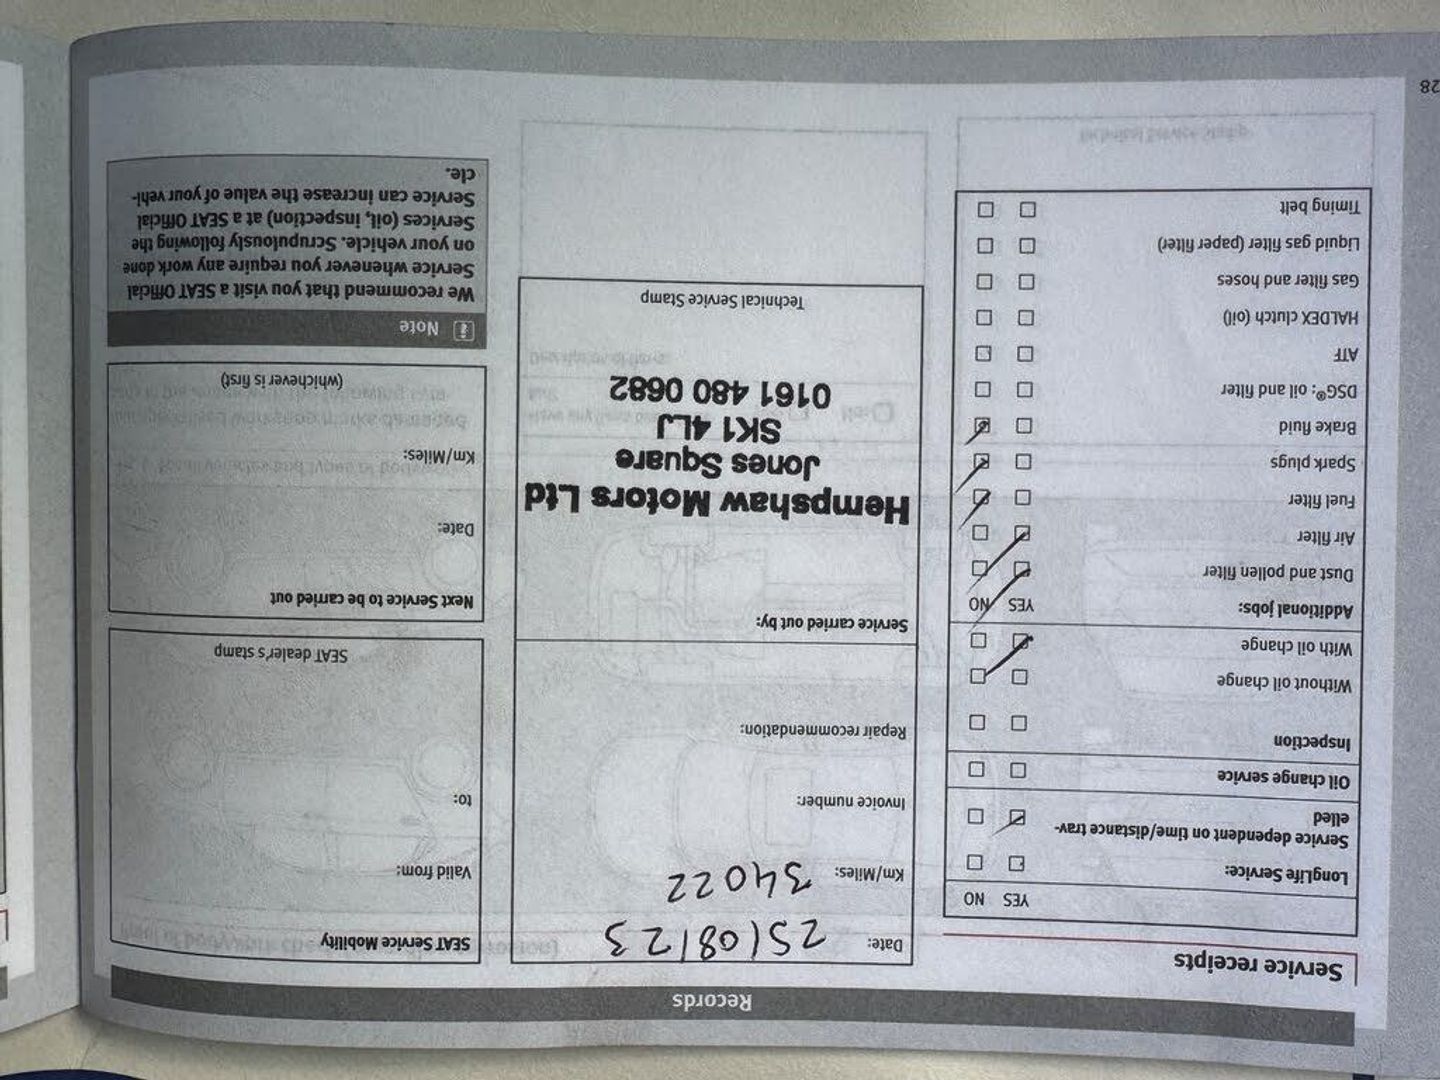 Records
Service receipts
YES NO
LongLife Service: ☐ ☐
Service dependent on time/distance trav-
elled ☑ ☐
Oil change service ☐ ☐
Inspection ☐ ☐
Without oil change ☐ ☐
With oil change ☑ ☐
Additional jobs: YES NO
Dust and pollen filter ☑ ☐
Air filter ☑ ☐
Fuel filter ☐ ☑
Spark plugs ☐ ☑
Brake fluid ☐ ☑
DSG®: oil and filter ☐ ☐
ATF ☐ ☐
HALDEX clutch (oil) ☐ ☐
Gas filter and hoses ☐ ☐
Liquid gas filter (paper filter) ☐ ☐
Timing belt ☐ ☐
Date: 25/08/23
Km/Miles: 34022
Invoice number:
Repair recommendation:
Service carried out by:
Hempshaw Motors Ltd
Jones Square
SK1 4LJ
0161 480 0682
Technical Service Stamp
SEAT Service Mobility
Valid from:
to:
SEAT dealer's stamp
Next Service to be carried out
Date:
Km/Miles:
(whichever is first)
i Note
We recommend that you visit a SEAT Official
Service whenever you require any work done
on your vehicle. Scrupulously following the
Services (oil, inspection) at a SEAT Official
Service can increase the value of your vehi-
cle.
28